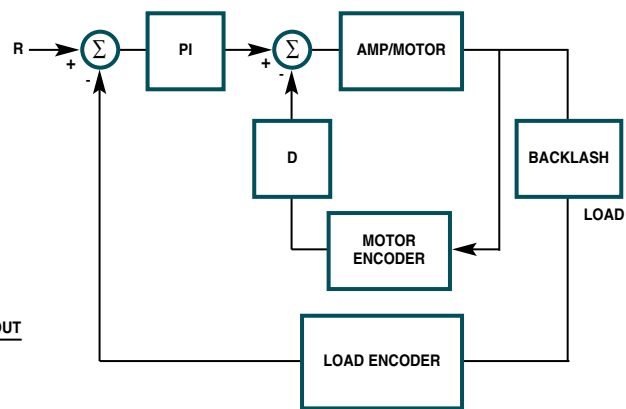 R
+
-
Σ
PI
+
-
Σ
AMP/MOTOR
D
BACKLASH
LOAD
MOTOR
ENCODER
OUT
LOAD ENCODER